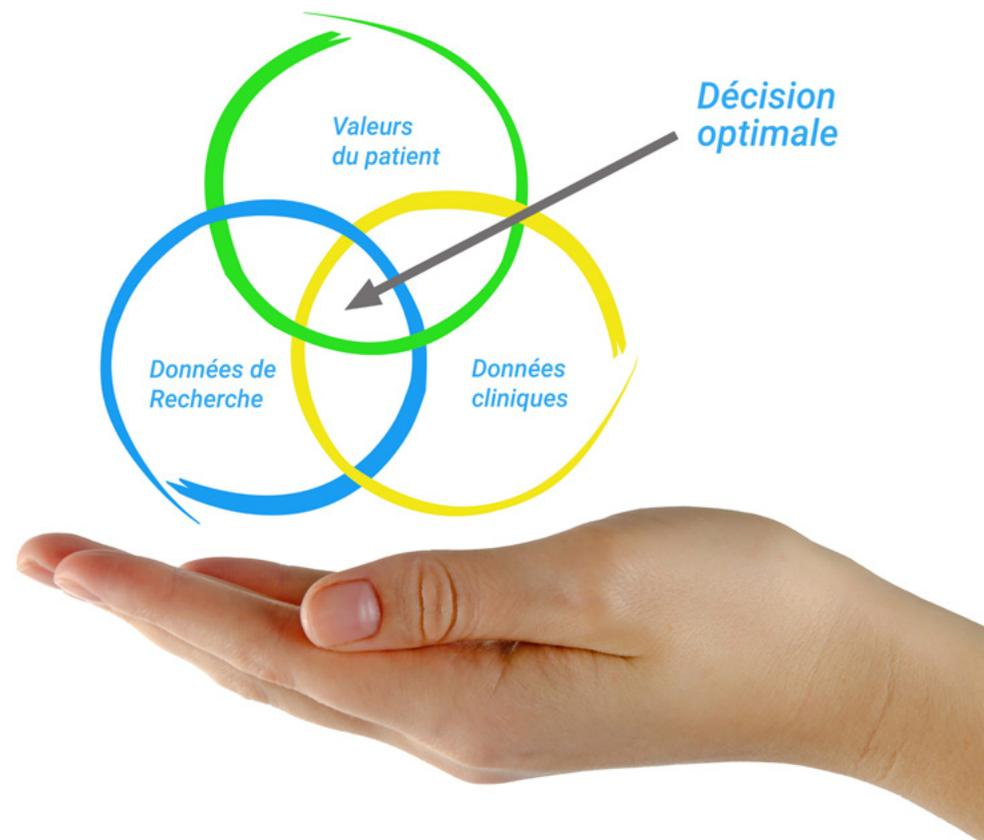 Décision
optimale
Valeurs
du patient
Données de
Recherche
Données
cliniques